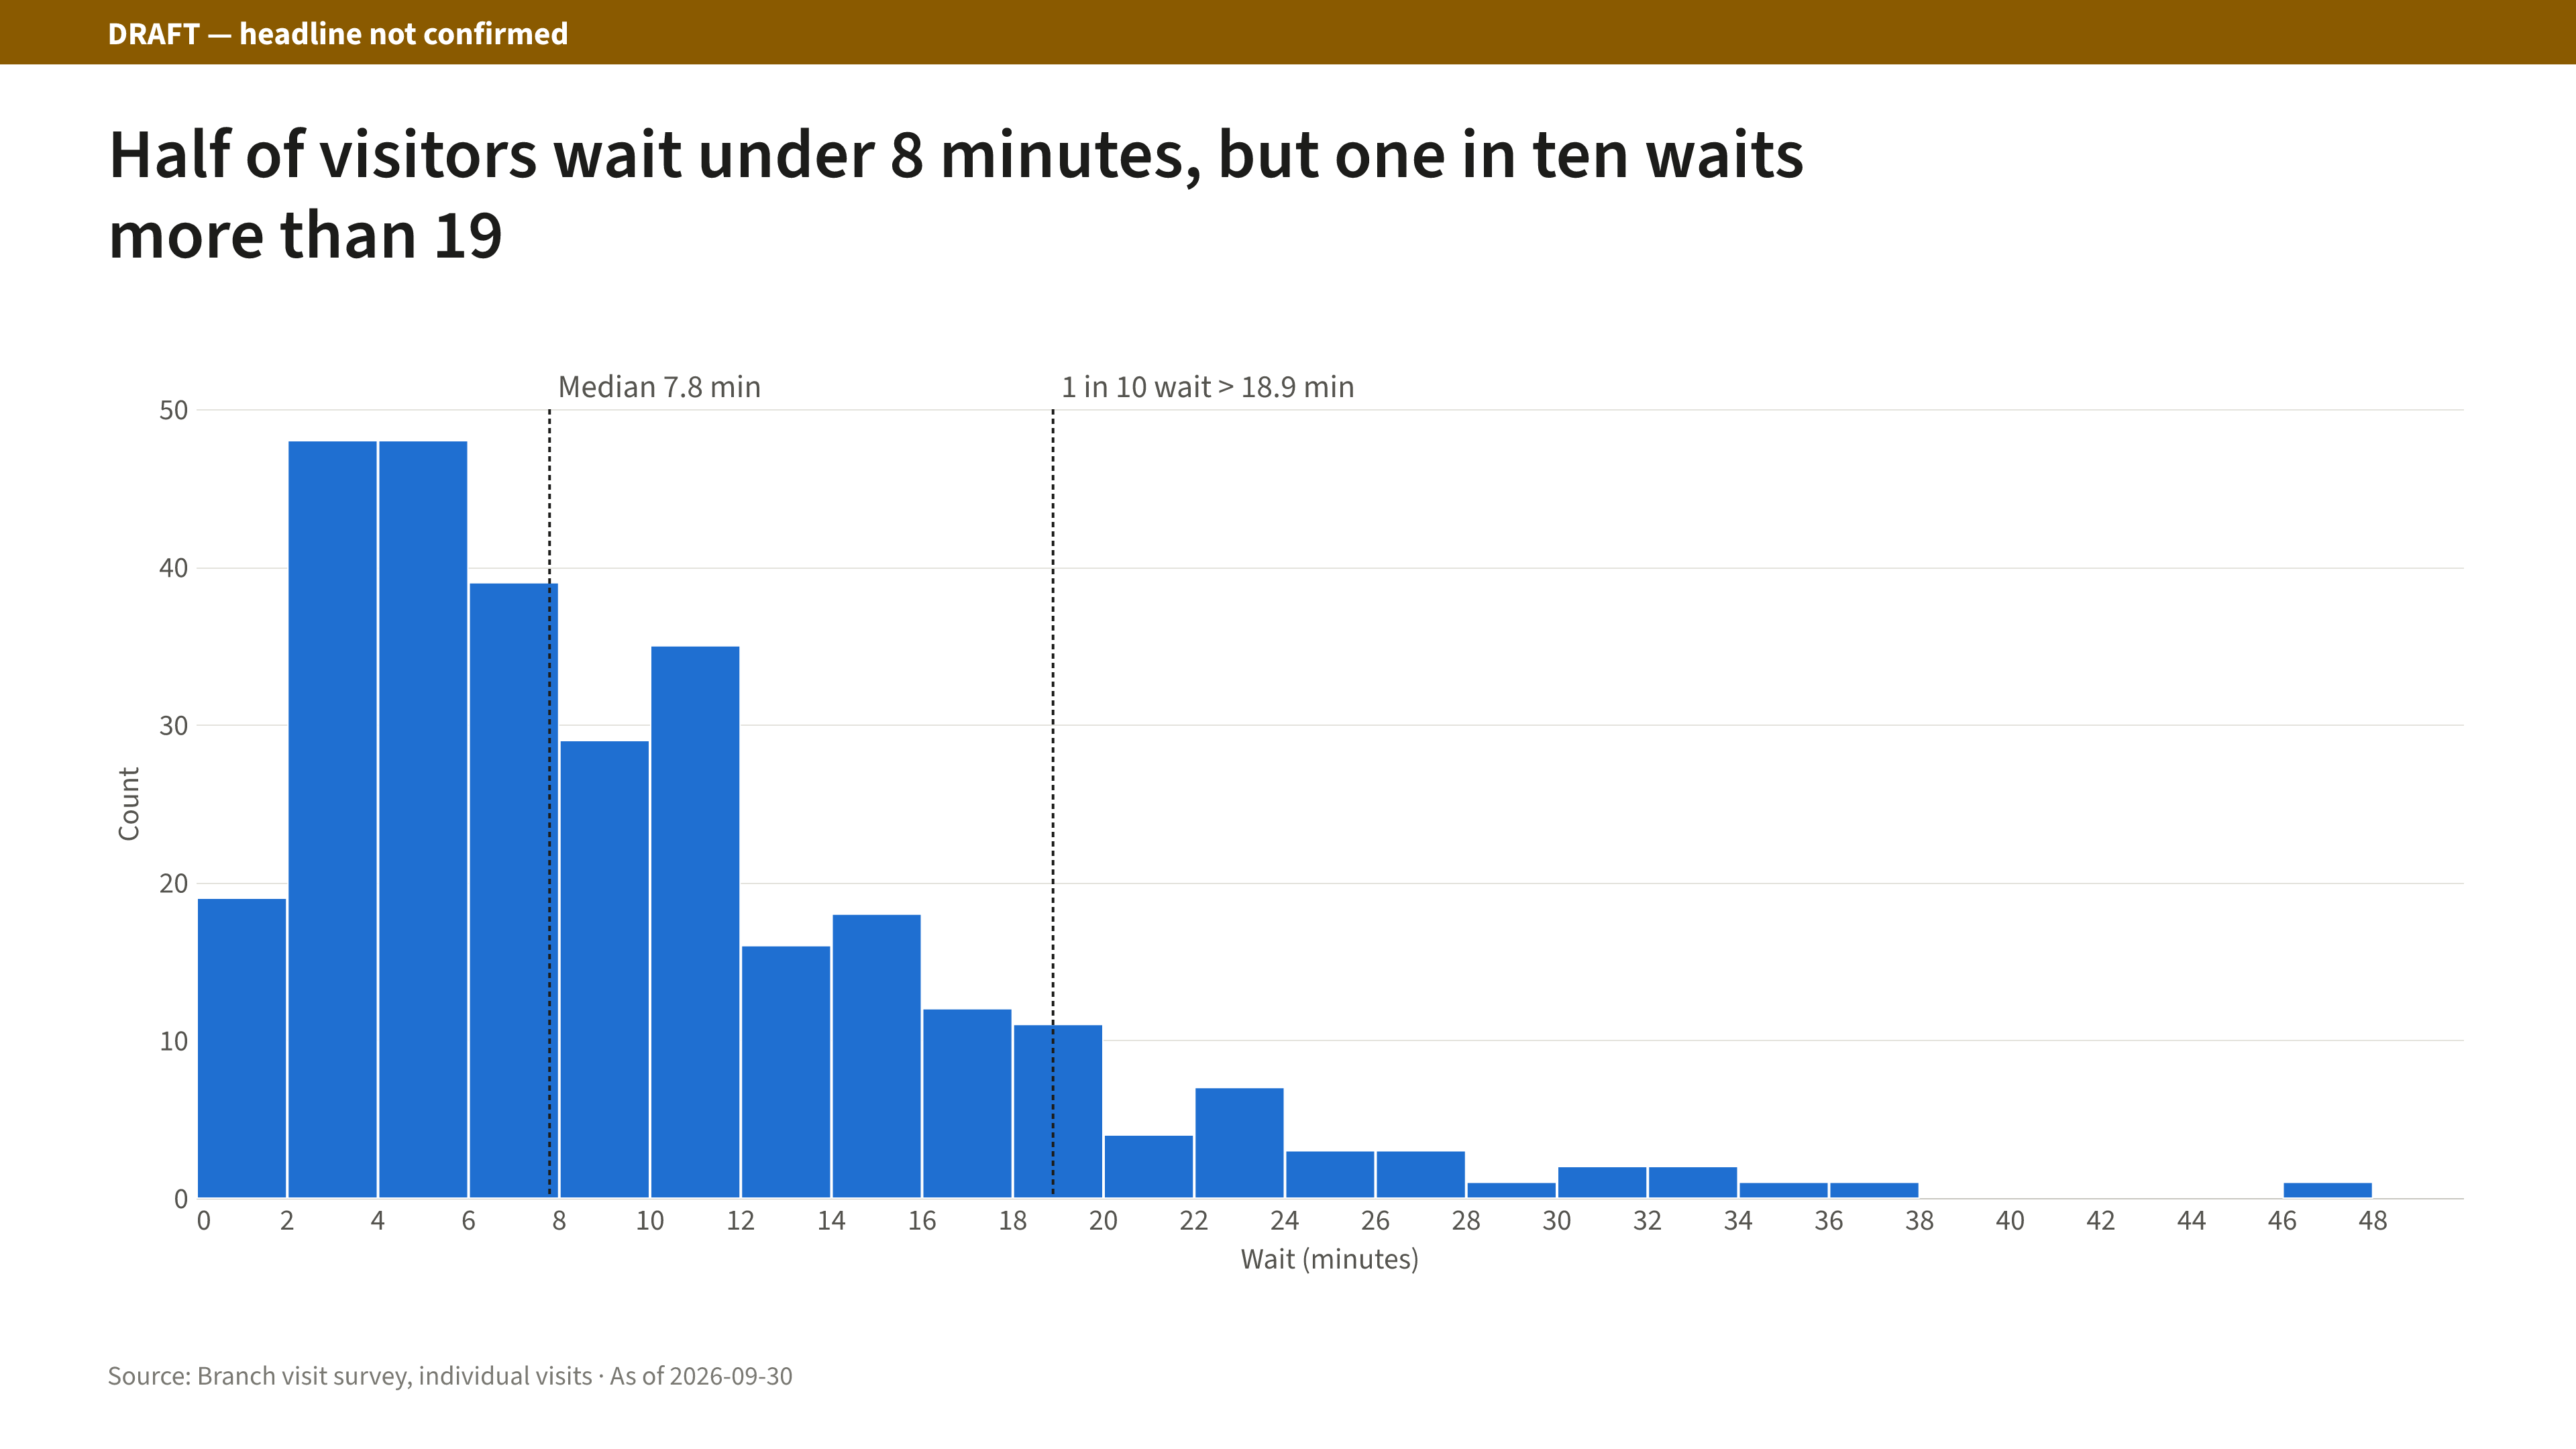 DRAFT — headline not confirmed
Half of visitors wait under 8 minutes, but one in ten waits
more than 19
Median 7.8 min
1 in 10 wait > 18.9 min
50
40
30
20
10
0
Count
0 2 4 6 8 10 12 14 16 18 20 22 24 26 28 30 32 34 36 38 40 42 44 46 48
Wait (minutes)
Source: Branch visit survey, individual visits · As of 2026-09-30